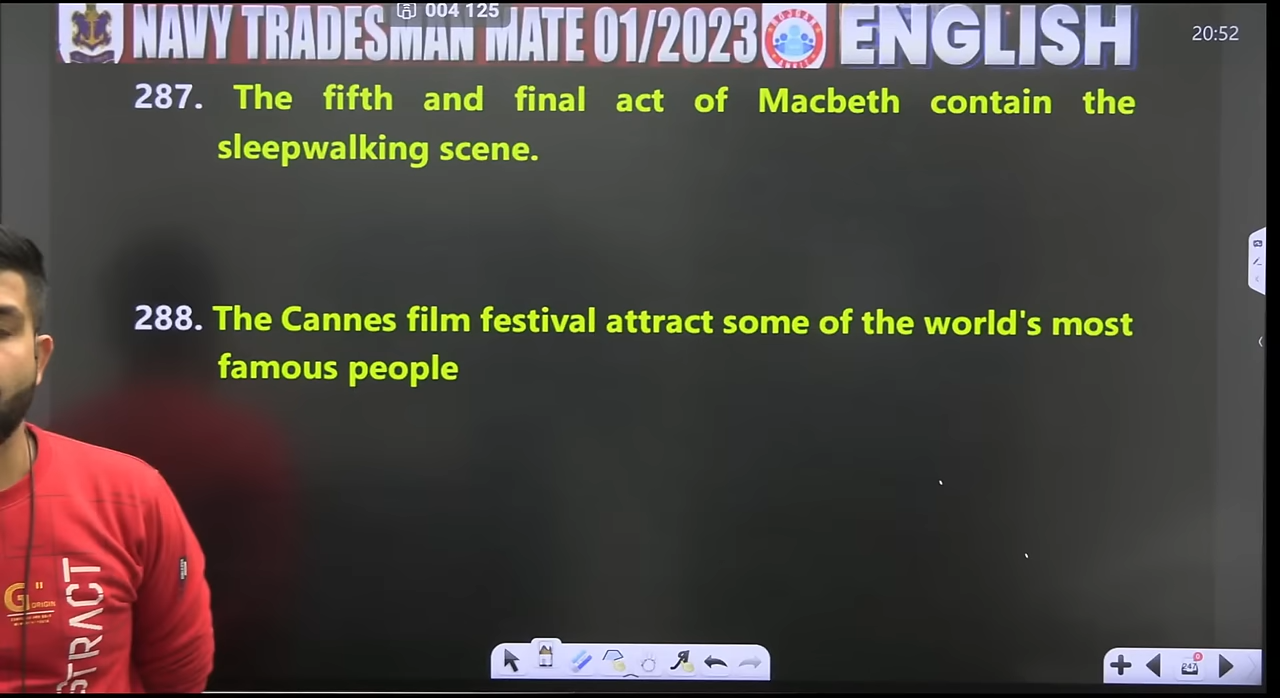 004 125
NAVY TRADESMAN MATE 01/2023 ENGLISH
20:52
287. The fifth and final act of Macbeth contain the
sleepwalking scene.
288. The Cannes film festival attract some of the world's most
famous people
G"
ORIGIN
STRACT
247